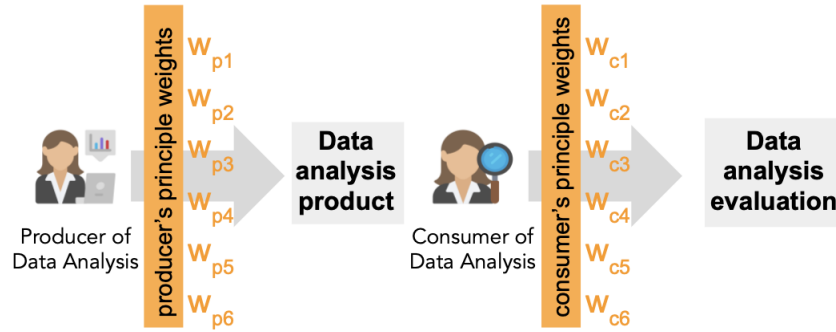 Producer of
Data Analysis
producer's principle weights
Wp1
Wp2
Wp3
Wp4
Wp5
Wp6
Data
analysis
product
Consumer of
Data Analysis
consumer's principle weights
Wc1
Wc2
Wc3
Wc4
Wc5
Wc6
Data
analysis
evaluation